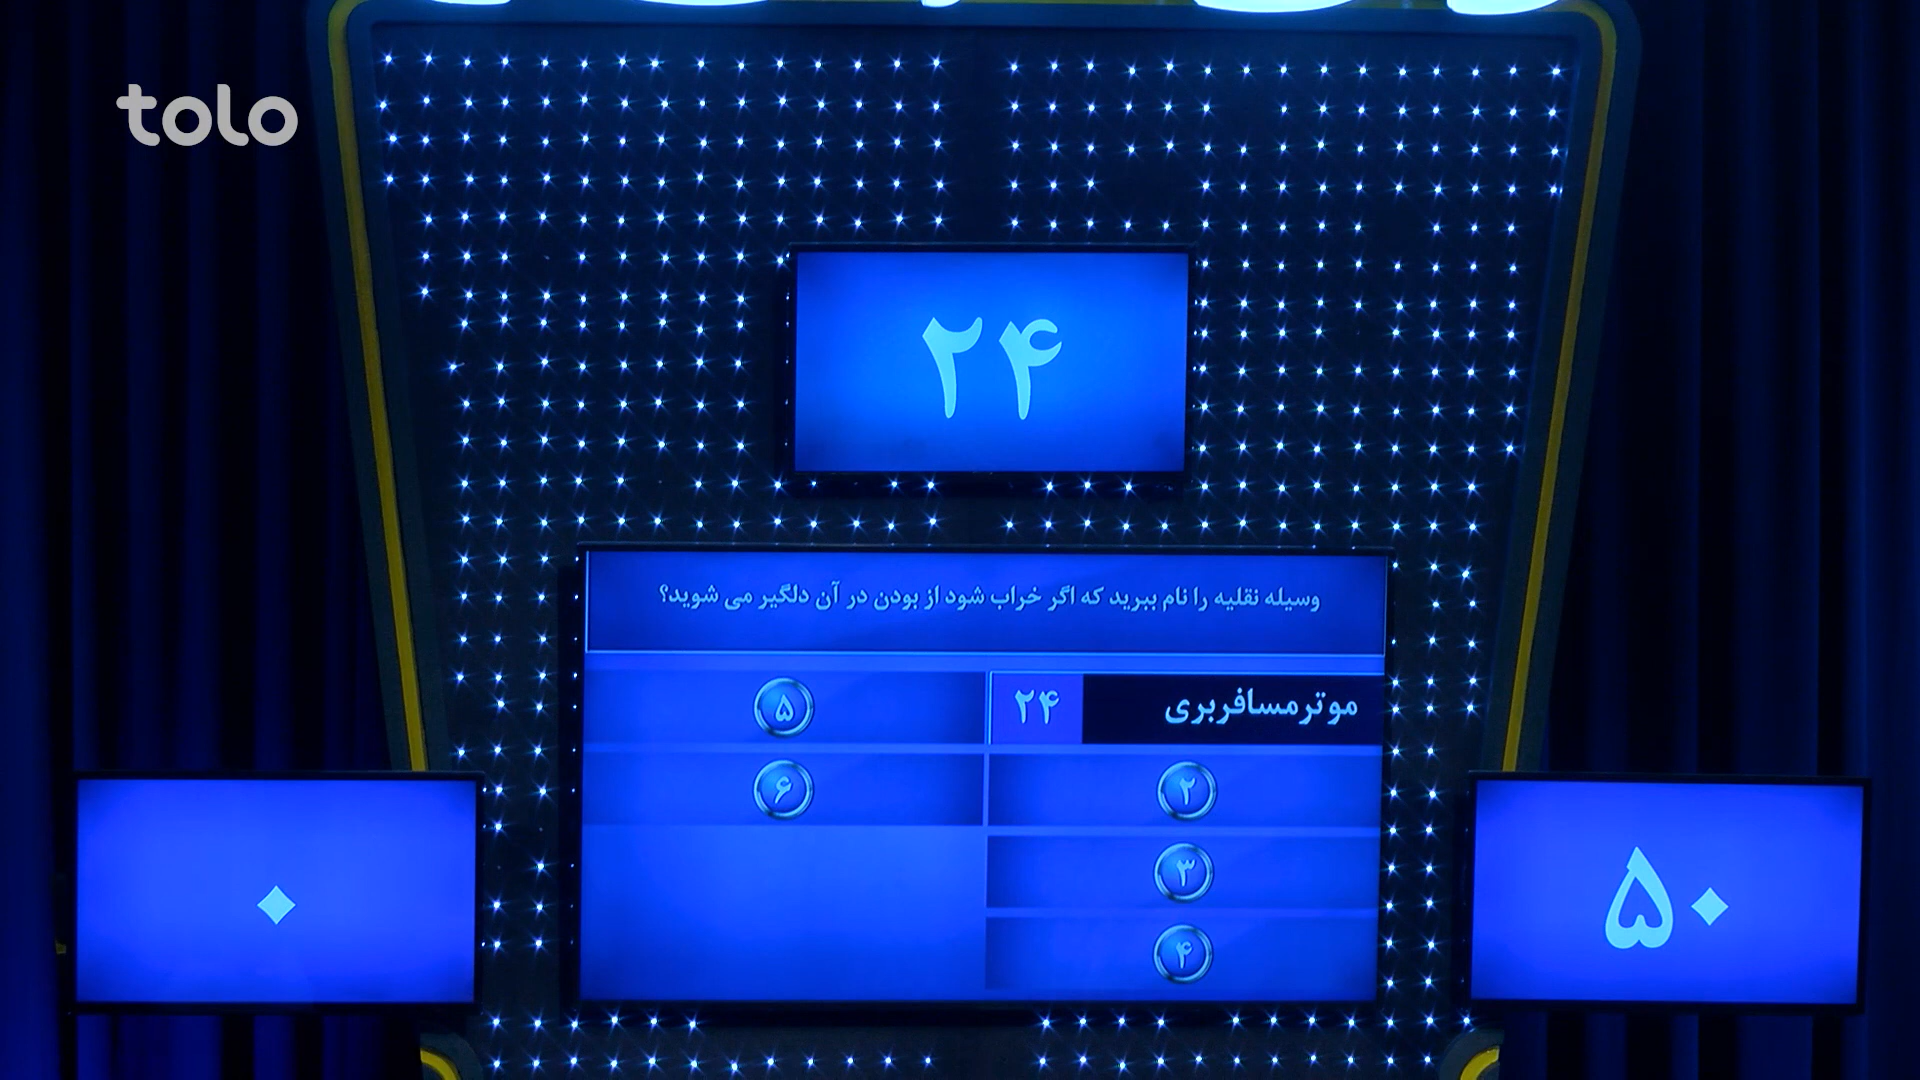 tolo
۲۴
وسیله نقلیه را نام ببرید که اگر خراب شود از بودن در آن دلگیر می شوید؟
موترمسافربری ۲۴
۵
۲
۶
۳
۴
۰
۵۰